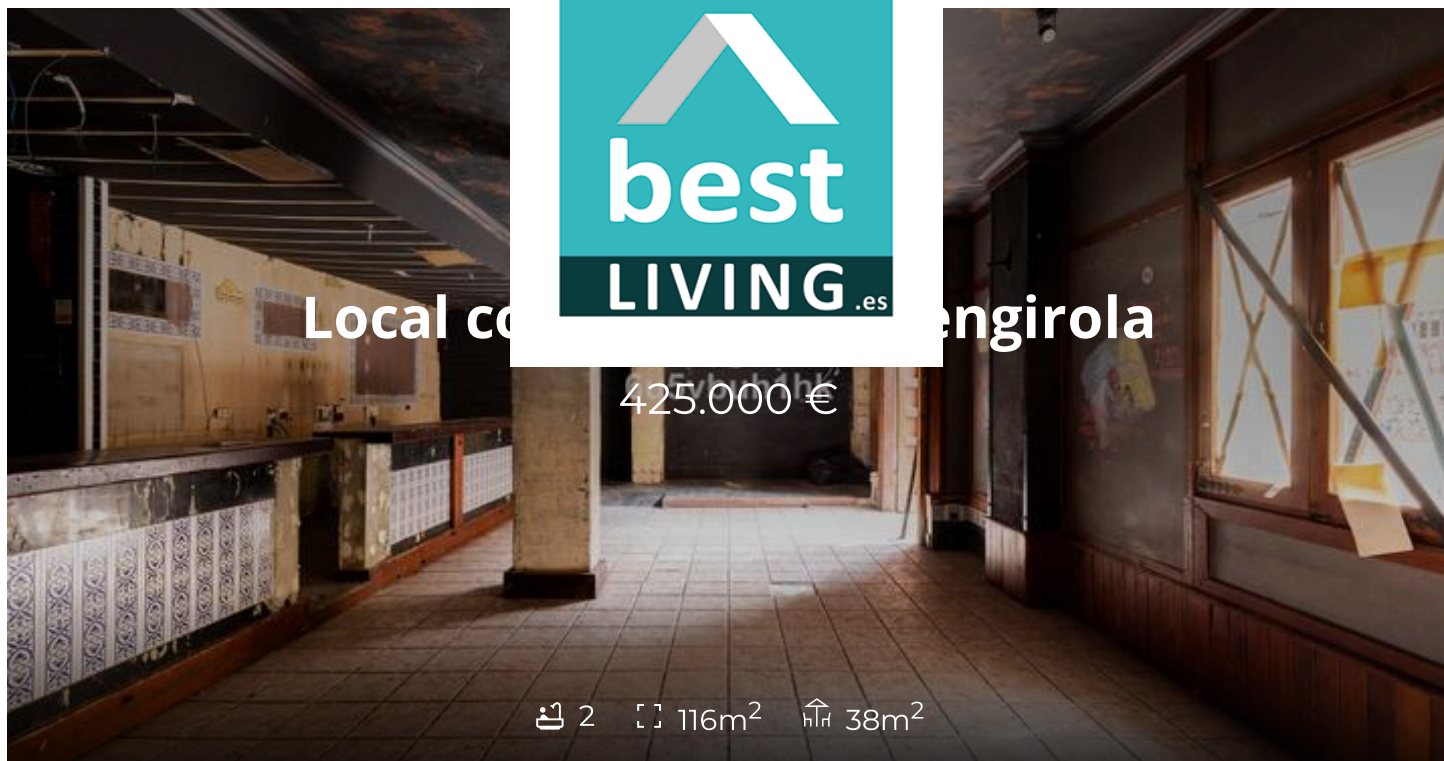 best
LIVING.es
Local co engirola
425.000 €
2 116m² 38m²